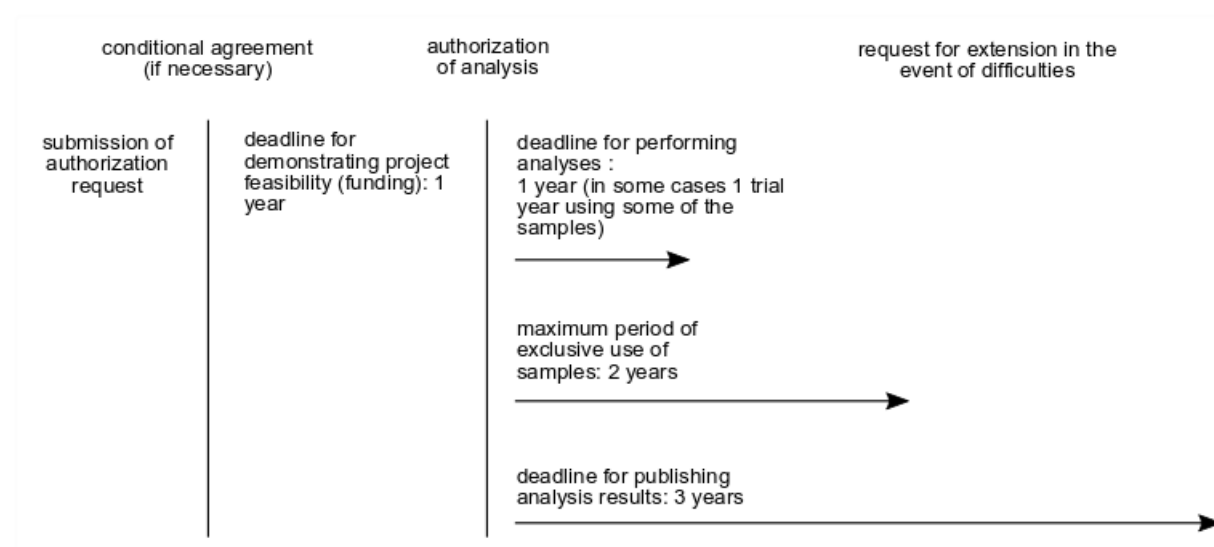 conditional agreement
(if necessary)
authorization
of analysis
request for extension in the
event of difficulties
submission of
authorization
request
deadline for
demonstrating project
feasibility (funding): 1
year
deadline for performing
analyses :
1 year (in some cases 1 trial
year using some of the
samples)
maximum period of
exclusive use of
samples: 2 years
deadline for publishing
analysis results: 3 years